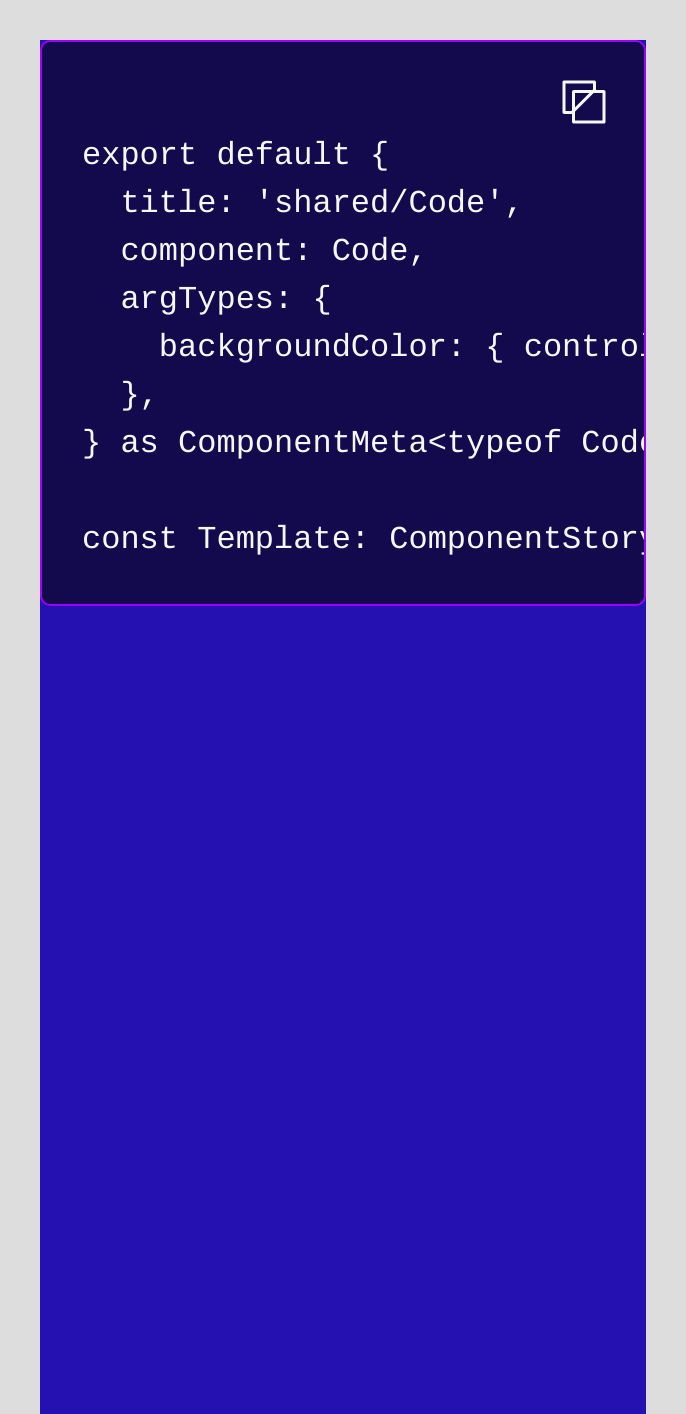 export default {
  title: 'shared/Code',
  component: Code,
  argTypes: {
    backgroundColor: { control
  },
} as ComponentMeta<typeof Code

const Template: ComponentStory